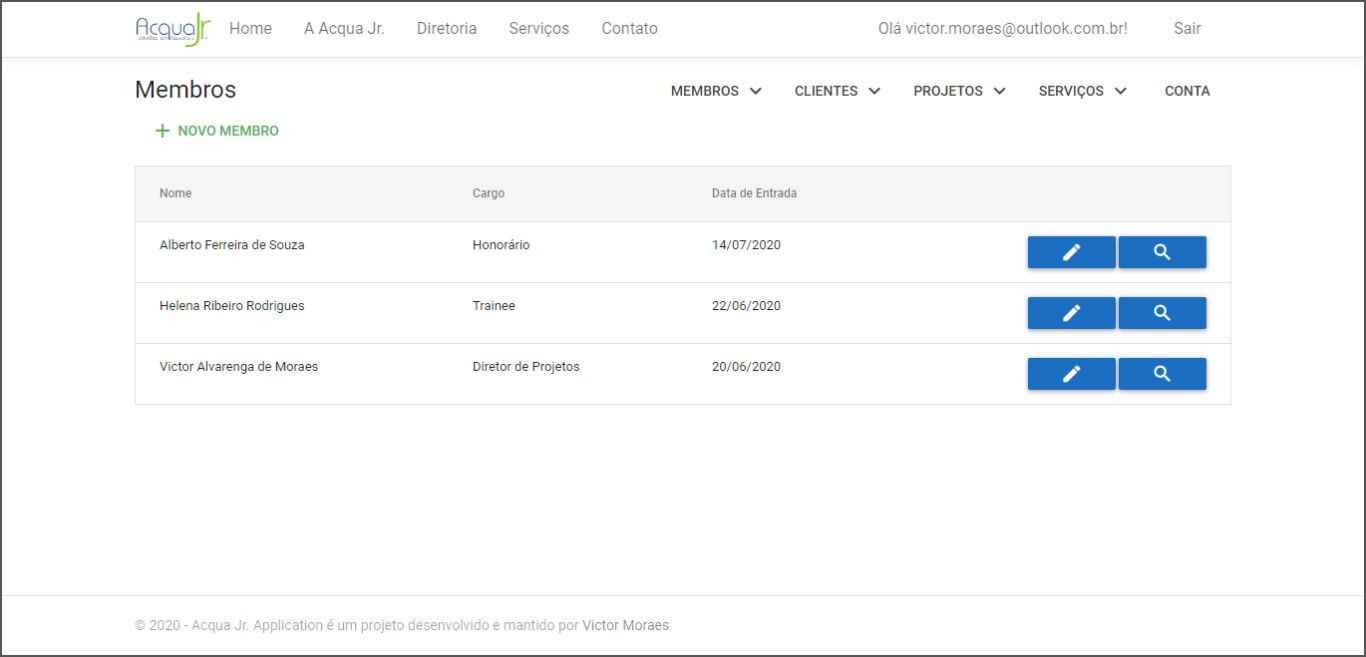 AcquaJr. Home A Acqua Jr. Diretoria Serviços Contato Olá victor.moraes@outlook.com.br! Sair
Membros MEMBROS CLIENTES PROJETOS SERVIÇOS CONTA
+ NOVO MEMBRO
Nome Cargo Data de Entrada
Alberto Ferreira de Souza Honorário 14/07/2020
Helena Ribeiro Rodrigues Trainee 22/06/2020
Victor Alvarenga de Moraes Diretor de Projetos 20/06/2020
© 2020 - Acqua Jr. Application é um projeto desenvolvido e mantido por Victor Moraes